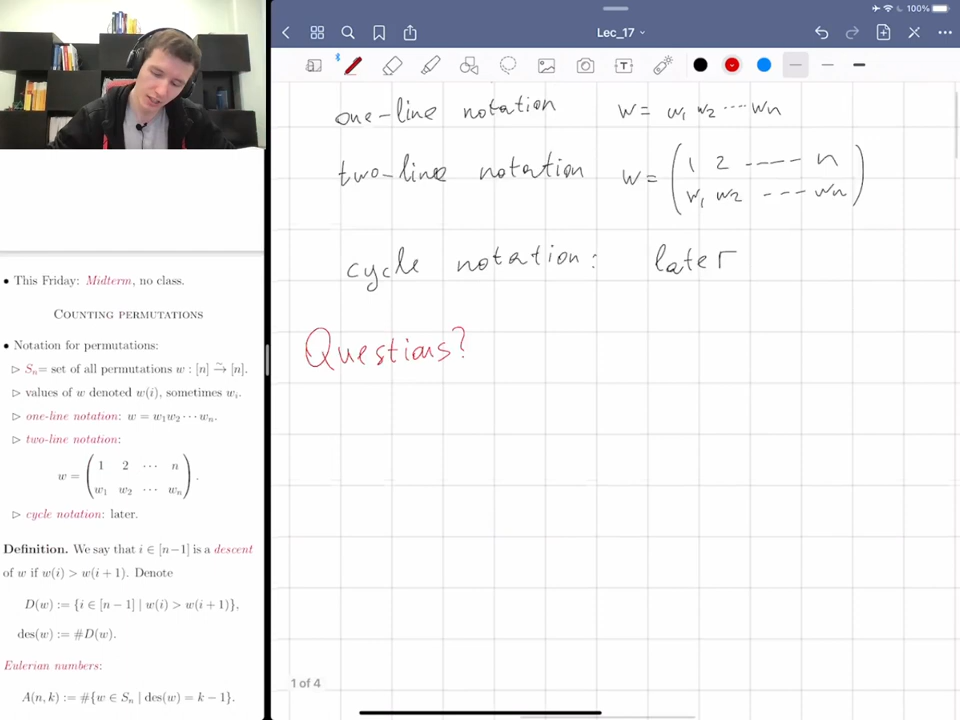 100%
Lec_17
one-line notation w = w₁ w₂ ···· wn
two-line notation w = ( 1 2 ----- n
w₁ w₂ --- wn )
cycle notation: later
Questions?
1 of 4
• This Friday: Midterm, no class.
COUNTING PERMUTATIONS
• Notation for permutations:
▷ Sₙ= set of all permutations w : [n] →̃ [n].
▷ values of w denoted w(i), sometimes wᵢ.
▷ one-line notation: w = w₁w₂ ··· wₙ.
▷ two-line notation:
w = ( 1 2 ··· n
w₁ w₂ ··· wₙ ) .
▷ cycle notation: later.
Definition. We say that i ∈ [n−1] is a descent
of w if w(i) > w(i + 1). Denote
D(w) := {i ∈ [n − 1] | w(i) > w(i + 1)},
des(w) := #D(w).
Eulerian numbers:
A(n, k) := #{w ∈ Sₙ | des(w) = k − 1}.